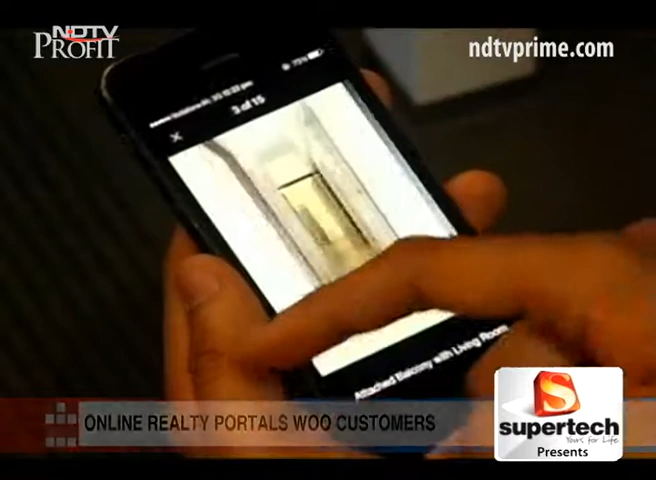 NDTV
PROFIT
ndtvprime.com
3 of 15
Attached Balcony with Living Room
ONLINE REALTY PORTALS WOO CUSTOMERS
S
supertech
Yours for Life
Presents